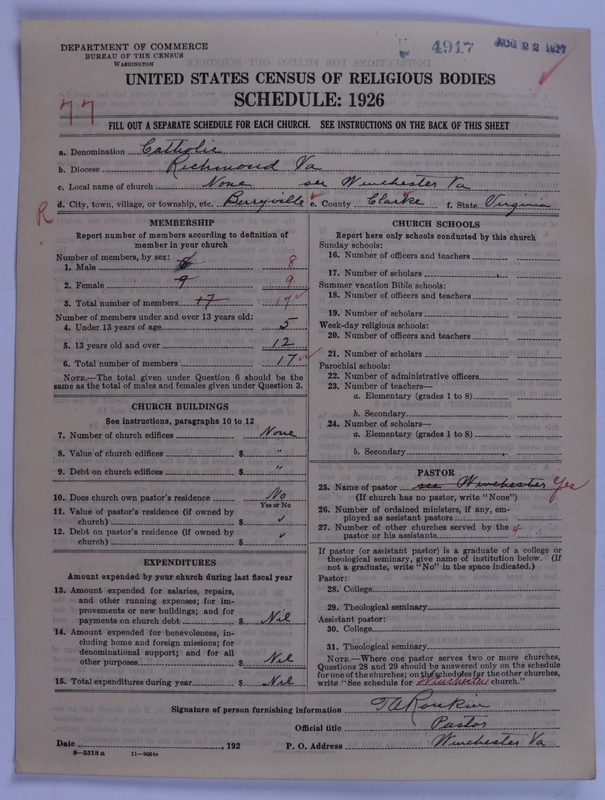 4917 AUG 22 1927
DEPARTMENT OF COMMERCE
BUREAU OF THE CENSUS
WASHINGTON
UNITED STATES CENSUS OF RELIGIOUS BODIES
SCHEDULE: 1926
77
FILL OUT A SEPARATE SCHEDULE FOR EACH CHURCH. SEE INSTRUCTIONS ON THE BACK OF THIS SHEET
a. Denomination Catholic
b. Diocese Richmond Va
c. Local name of church None see Winchester Va
d. City, town, village, or township, etc. Berryville e. County Clarke f. State Virginia
R
MEMBERSHIP
Report number of members according to definition of
member in your church
Number of members, by sex:
1. Male 8 8
2. Female 9 9
3. Total number of members 17 17
Number of members under and over 13 years old:
4. Under 13 years of age 5
5. 13 years old and over 12
6. Total number of members 17
NOTE.—The total given under Question 6 should be the
same as the total of males and females given under Question 3.
CHURCH BUILDINGS
See instructions, paragraphs 10 to 12
7. Number of church edifices None
8. Value of church edifices $ "
9. Debt on church edifices $ "
10. Does church own pastor's residence No
Yes or No
11. Value of pastor's residence (if owned by
church) $
12. Debt on pastor's residence (if owned by
church) $
EXPENDITURES
Amount expended by your church during last fiscal year
13. Amount expended for salaries, repairs,
and other running expenses; for im-
provements or new buildings; and for
payments on church debt $ Nil
14. Amount expended for benevolences, in-
cluding home and foreign missions; for
denominational support; and for all
other purposes $ Nil
15. Total expenditures during year $ Nil
CHURCH SCHOOLS
Report here only schools conducted by this church
Sunday schools:
16. Number of officers and teachers
17. Number of scholars
Summer vacation Bible schools:
18. Number of officers and teachers
19. Number of scholars
Week-day religious schools:
20. Number of officers and teachers
21. Number of scholars
Parochial schools:
22. Number of administrative officers
23. Number of teachers—
a. Elementary (grades 1 to 8)
b. Secondary
24. Number of scholars—
a. Elementary (grades 1 to 8)
b. Secondary
PASTOR
25. Name of pastor see Winchester Yes
(If church has no pastor, write "None")
26. Number of ordained ministers, if any, em-
ployed as assistant pastors
27. Number of other churches served by the
pastor or his assistants
If pastor (or assistant pastor) is a graduate of a college or
theological seminary, give name of institution below. (If
not a graduate, write "No" in the space indicated.)
Pastor:
28. College
29. Theological seminary
Assistant pastor:
30. College
31. Theological seminary
NOTE.—Where one pastor serves two or more churches,
Questions 28 and 29 should be answered only on the schedule
for one of the churches; on the schedules for the other churches,
write "See schedule for Winchester church."
Signature of person furnishing information
Official title Pastor
Date , 192 P. O. Address Winchester Va
8—5318a 11—9651